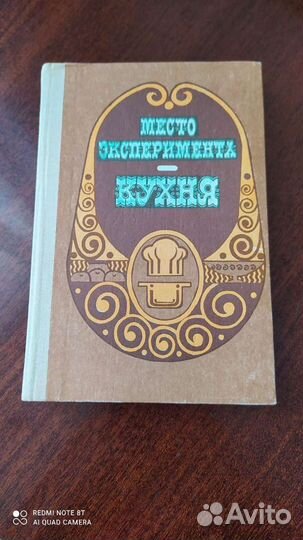 МЕСТО
ЭКСПЕРИМЕНТА
—
КУХНЯ
REDMI NOTE 8T
AI QUAD CAMERA
Avito